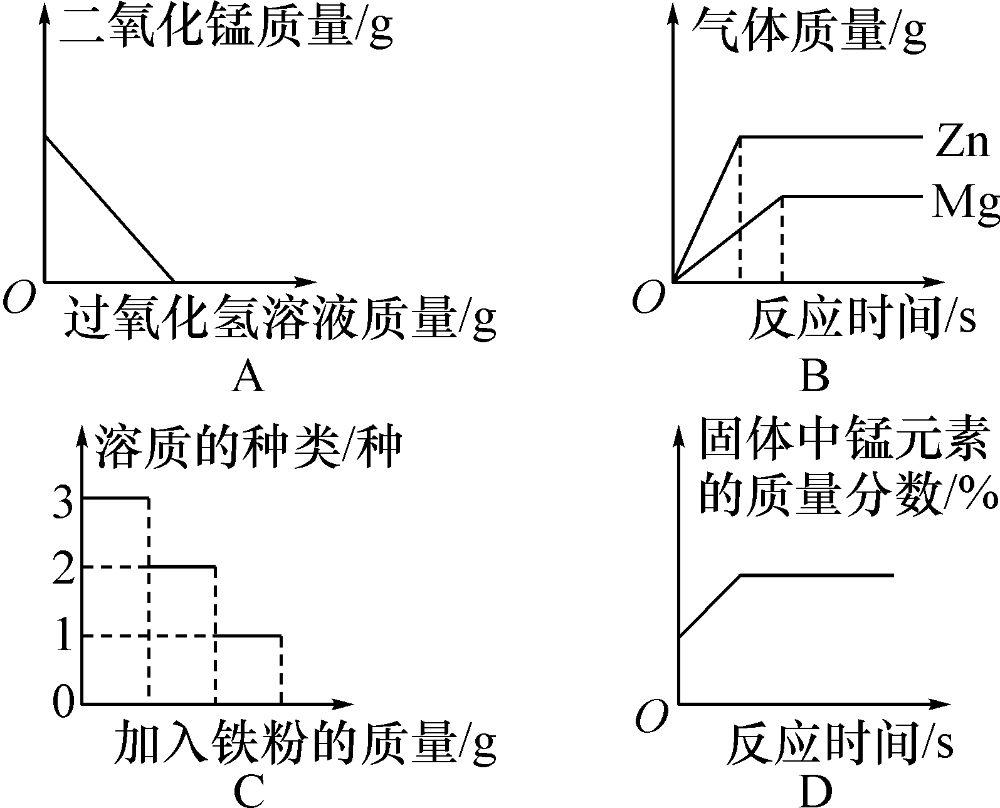 二氧化锰质量/g
O
过氧化氢溶液质量/g
A
气体质量/g
Zn
Mg
O
反应时间/s
B
溶质的种类/种
3
2
1
0
加入铁粉的质量/g
C
固体中锰元素
的质量分数/%
O
反应时间/s
D